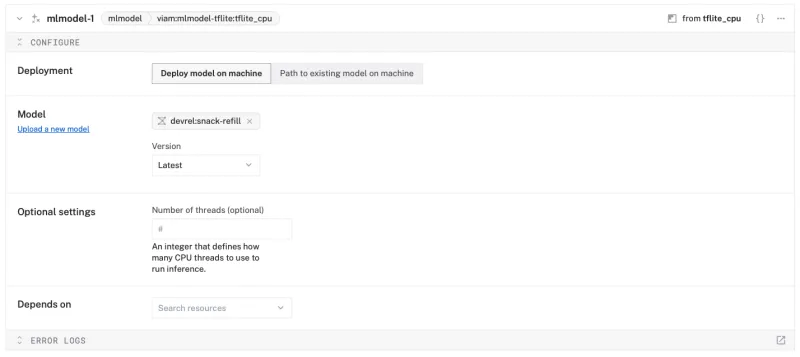 mlmodel-1 mlmodel viam:mlmodel-tflite:tflite_cpu from tflite_cpu {} ...
CONFIGURE
Deployment Deploy model on machine Path to existing model on machine
Model devrel:snack-refill ×
Upload a new model
Version
Latest
Optional settings Number of threads (optional)
#
An integer that defines how
many CPU threads to use to
run inference.
Depends on Search resources
ERROR LOGS